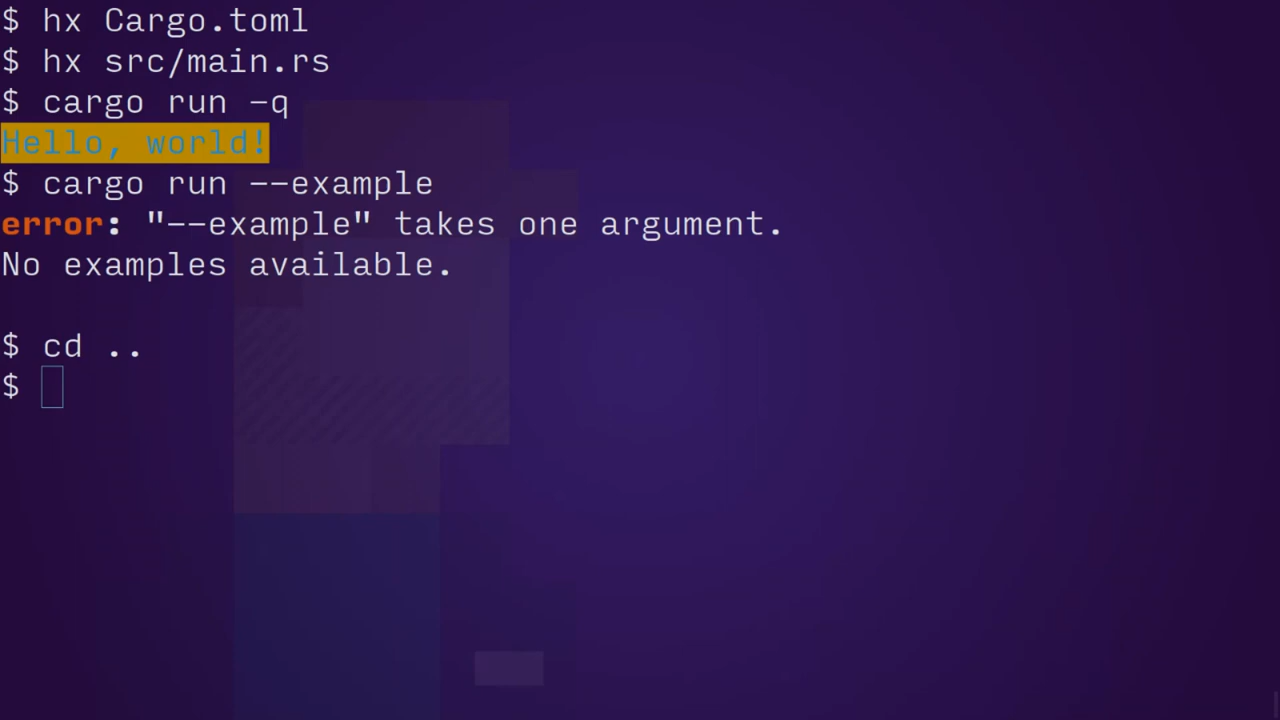 $ hx Cargo.toml
$ hx src/main.rs
$ cargo run -q
Hello, world!
$ cargo run --example
error: "--example" takes one argument.
No examples available.
$ cd ..
$